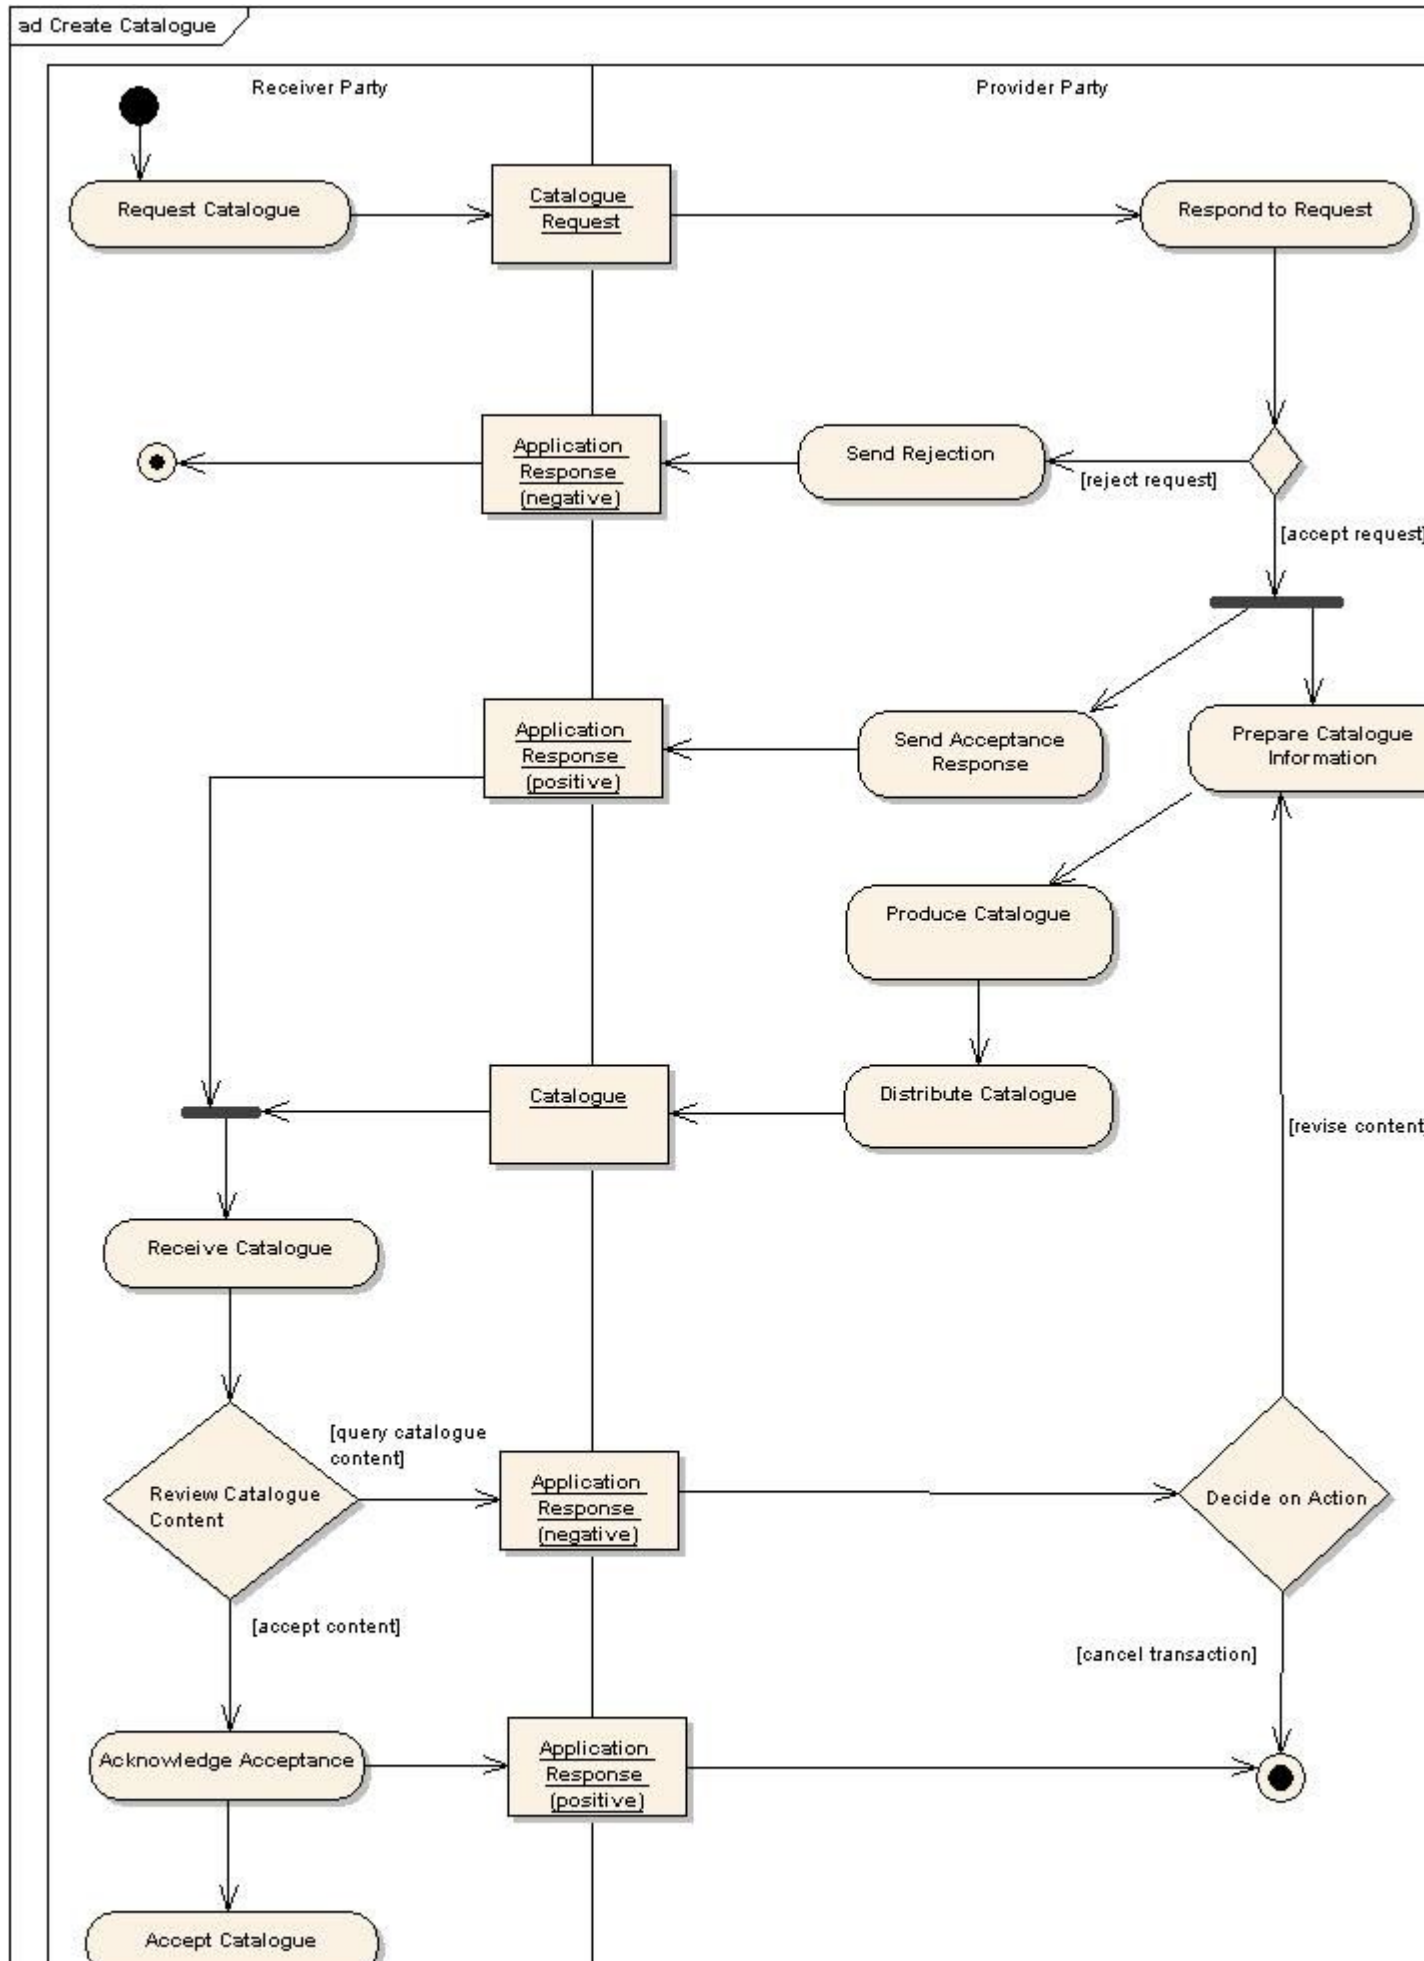 ad Create Catalogue
Receiver Party
Provider Party
Request Catalogue
Catalogue
Request
Respond to Request
Application
Response
(negative)
Send Rejection
[reject request]
[accept request]
Application
Response
(positive)
Send Acceptance
Response
Prepare Catalogue
Information
Produce Catalogue
Catalogue
Distribute Catalogue
[revise content]
Receive Catalogue
[query catalogue
content]
Review Catalogue
Content
Application
Response
(negative)
Decide on Action
[accept content]
[cancel transaction]
Acknowledge Acceptance
Application
Response
(positive)
Accept Catalogue